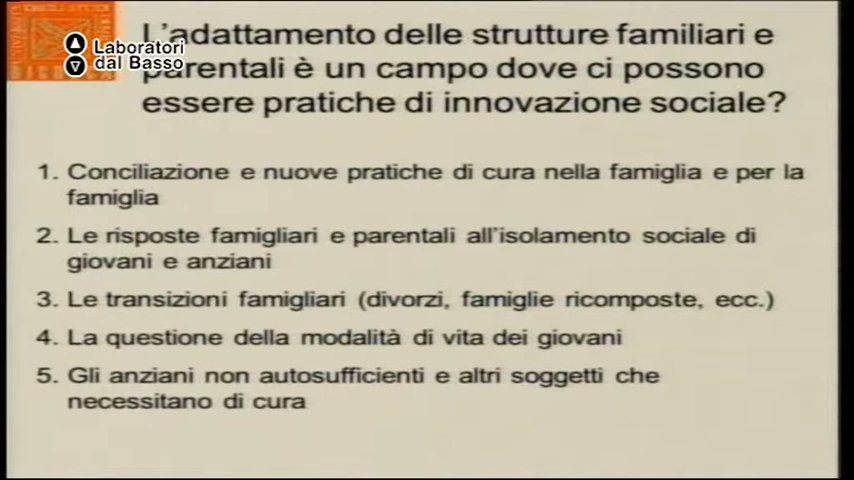 Laboratori
dal Basso
L'adattamento delle strutture familiari e
parentali è un campo dove ci possono
essere pratiche di innovazione sociale?
1. Conciliazione e nuove pratiche di cura nella famiglia e per la
famiglia
2. Le risposte famigliari e parentali all'isolamento sociale di
giovani e anziani
3. Le transizioni famigliari (divorzi, famiglie ricomposte, ecc.)
4. La questione della modalità di vita dei giovani
5. Gli anziani non autosufficienti e altri soggetti che
necessitano di cura